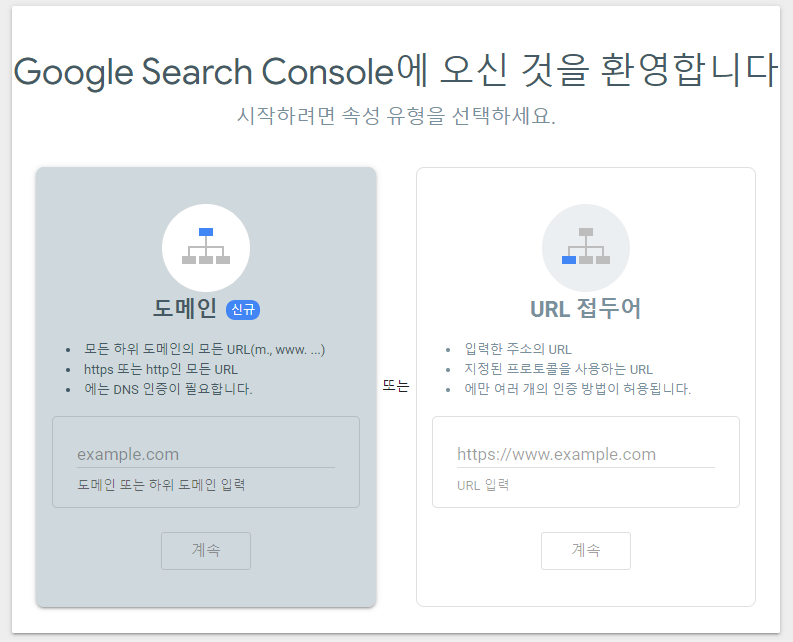 Google Search Console에 오신 것을 환영합니다
시작하려면 속성 유형을 선택하세요.
도메인 신규
모든 하위 도메인의 모든 URL(m., www. ...)
https 또는 http인 모든 URL
에는 DNS 인증이 필요합니다.
example.com
도메인 또는 하위 도메인 입력
계속
또는
URL 접두어
입력한 주소의 URL
지정된 프로토콜을 사용하는 URL
에만 여러 개의 인증 방법이 허용됩니다.
https://www.example.com
URL 입력
계속